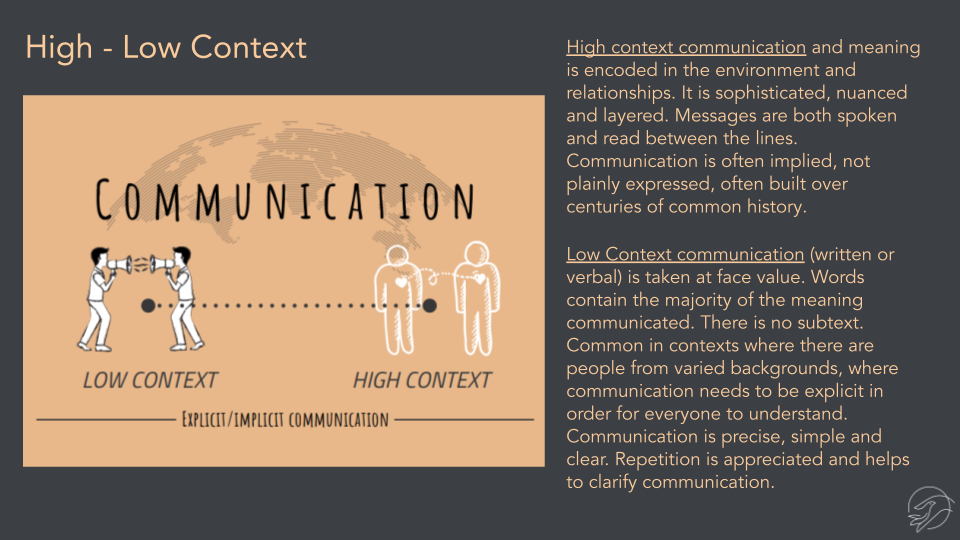 High - Low Context
COMMUNICATION
LOW CONTEXT
HIGH CONTEXT
EXPLICIT/IMPLICIT COMMUNICATION
High context communication and meaning
is encoded in the environment and
relationships. It is sophisticated, nuanced
and layered. Messages are both spoken
and read between the lines.
Communication is often implied, not
plainly expressed, often built over
centuries of common history.
Low Context communication (written or
verbal) is taken at face value. Words
contain the majority of the meaning
communicated. There is no subtext.
Common in contexts where there are
people from varied backgrounds, where
communication needs to be explicit in
order for everyone to understand.
Communication is precise, simple and
clear. Repetition is appreciated and helps
to clarify communication.